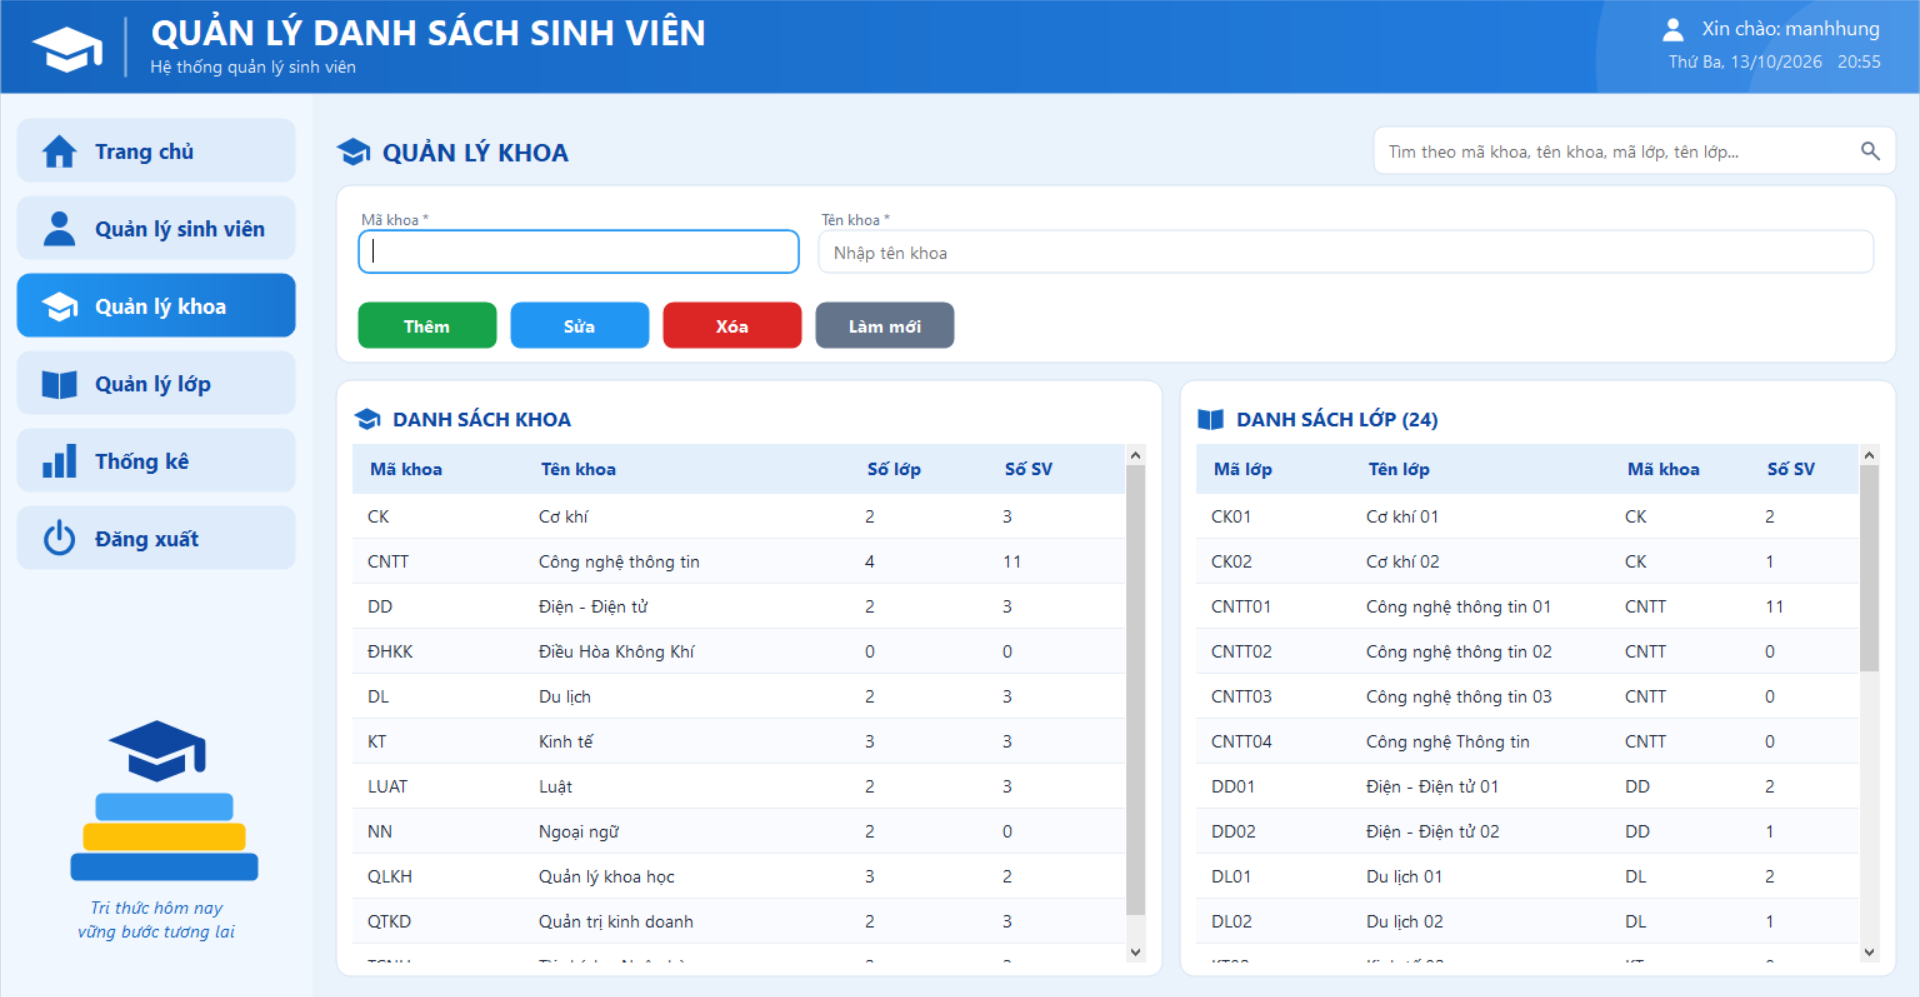 QUẢN LÝ DANH SÁCH SINH VIÊN
Hệ thống quản lý sinh viên
Xin chào: manhhung
Thứ Ba, 13/10/2026 20:55
Trang chủ
Quản lý sinh viên
Quản lý khoa
Quản lý lớp
Thống kê
Đăng xuất
Tri thức hôm nay
vững bước tương lai
QUẢN LÝ KHOA
Tìm theo mã khoa, tên khoa, mã lớp, tên lớp...
Mã khoa * Tên khoa *
Nhập tên khoa
Thêm Sửa Xóa Làm mới
DANH SÁCH KHOA
Mã khoa Tên khoa Số lớp Số SV
CK Cơ khí 2 3
CNTT Công nghệ thông tin 4 11
DD Điện - Điện tử 2 3
ĐHKK Điều Hòa Không Khí 0 0
DL Du lịch 2 3
KT Kinh tế 3 3
LUAT Luật 2 3
NN Ngoại ngữ 2 0
QLKH Quản lý khoa học 3 2
QTKD Quản trị kinh doanh 2 3
DANH SÁCH LỚP (24)
Mã lớp Tên lớp Mã khoa Số SV
CK01 Cơ khí 01 CK 2
CK02 Cơ khí 02 CK 1
CNTT01 Công nghệ thông tin 01 CNTT 11
CNTT02 Công nghệ thông tin 02 CNTT 0
CNTT03 Công nghệ thông tin 03 CNTT 0
CNTT04 Công nghệ Thông tin CNTT 0
DD01 Điện - Điện tử 01 DD 2
DD02 Điện - Điện tử 02 DD 1
DL01 Du lịch 01 DL 2
DL02 Du lịch 02 DL 1